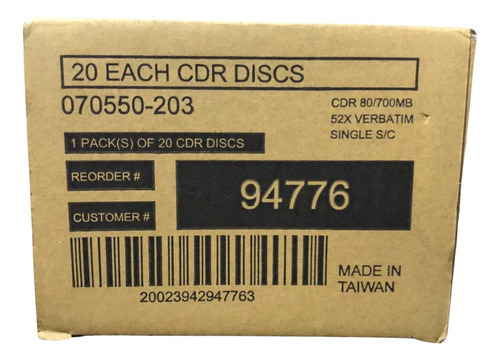 20 EACH CDR DISCS
070550-203
CDR 80/700MB
52X VERBATIM
SINGLE S/C
1 PACK(S) OF 20 CDR DISCS
REORDER #
94776
CUSTOMER #
20023942947763
MADE IN
TAIWAN